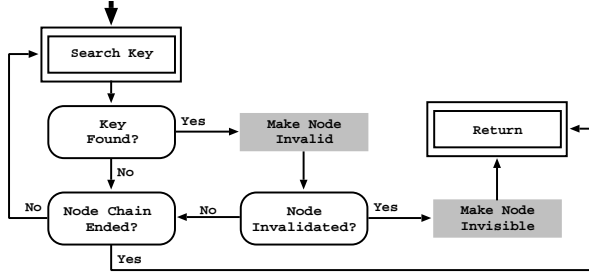 Search Key
Key
Found?
Yes
Make Node
Invalid
Return
No
No
Node Chain
Ended?
No
Node
Invalidated?
Yes
Make Node
Invisible
Yes